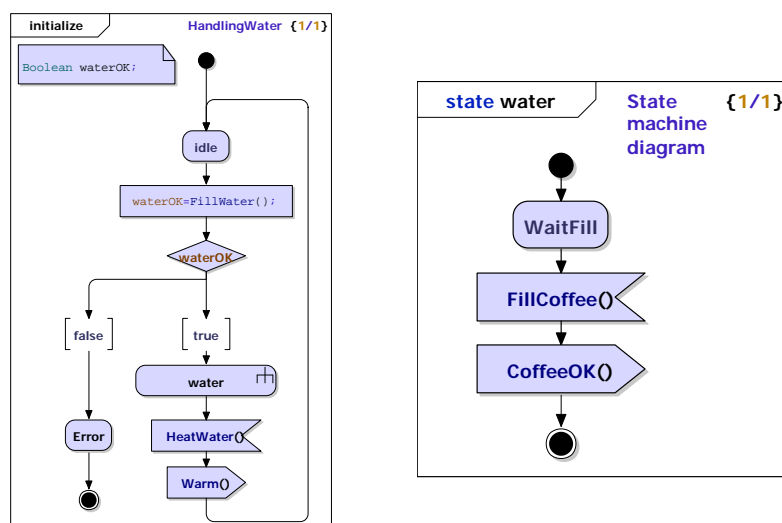 initialize
HandlingWater {1/1}
Boolean waterOK;
idle
waterOK=FillWater();
waterOK
false
true
water
Error
HeatWater()
Warm()
state water
State machine diagram
{1/1}
WaitFill
FillCoffee()
CoffeeOK()